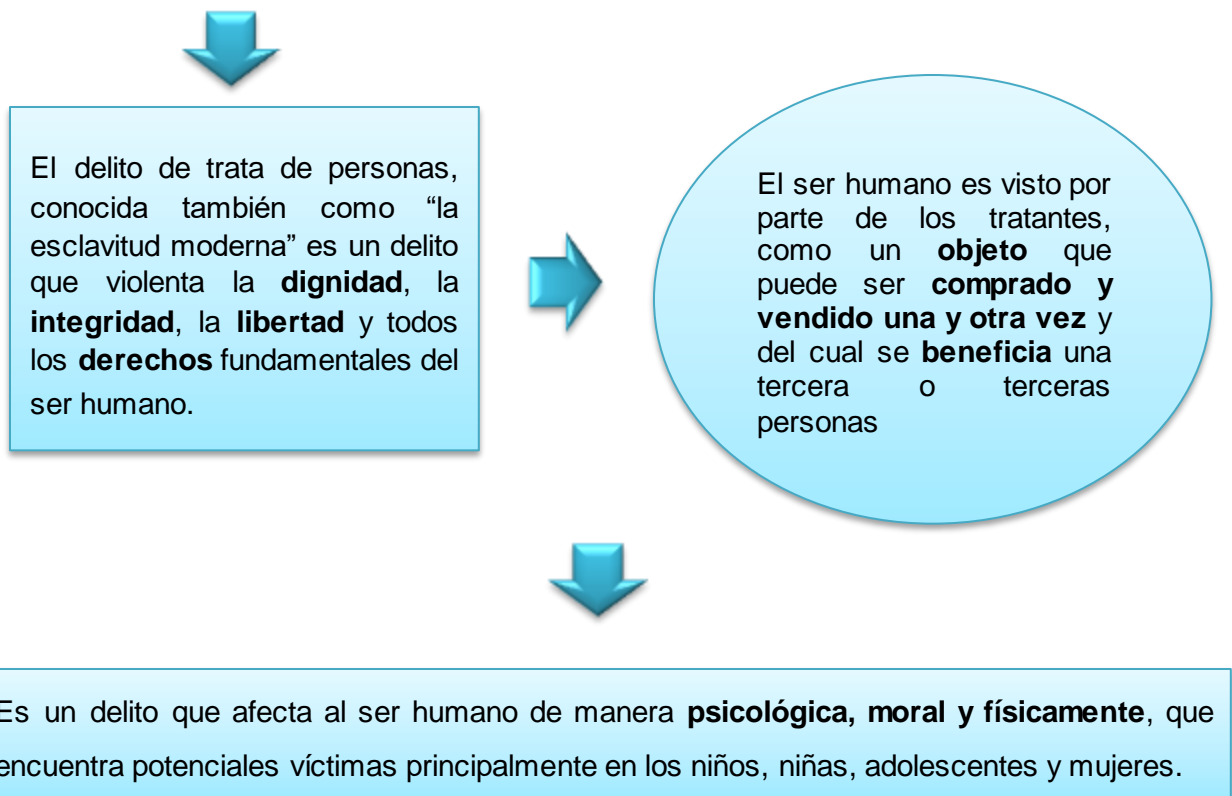 El delito de trata de personas,
conocida también como “la
esclavitud moderna” es un delito
que violenta la dignidad, la
integridad, la libertad y todos
los derechos fundamentales del
ser humano.
El ser humano es visto por
parte de los tratantes,
como un objeto que
puede ser comprado y
vendido una y otra vez y
del cual se beneficia una
tercera o terceras
personas
Es un delito que afecta al ser humano de manera psicológica, moral y físicamente, que
encuentra potenciales víctimas principalmente en los niños, niñas, adolescentes y mujeres.